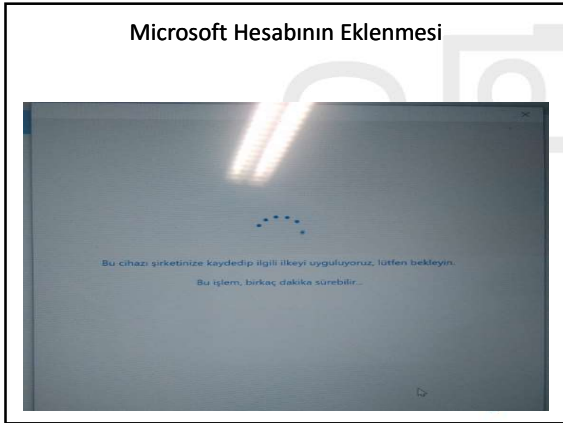 Microsoft Hesabının Eklenmesi
Bu cihazı şirketinize kaydedip ilgili ilkeyi uyguluyoruz, lütfen bekleyin.
Bu işlem, birkaç dakika sürebilir...